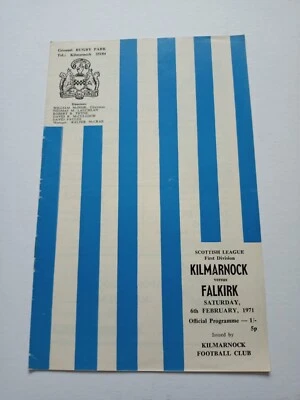 Ground: RUGBY PARK
Tel.: Kilmarnock
Directors:
SCOTTISH LEAGUE
First Division
KILMARNOCK
versus
FALKIRK
SATURDAY,
6th FEBRUARY, 1971
Official Programme — 1/-
5p
Issued by
KILMARNOCK
FOOTBALL CLUB